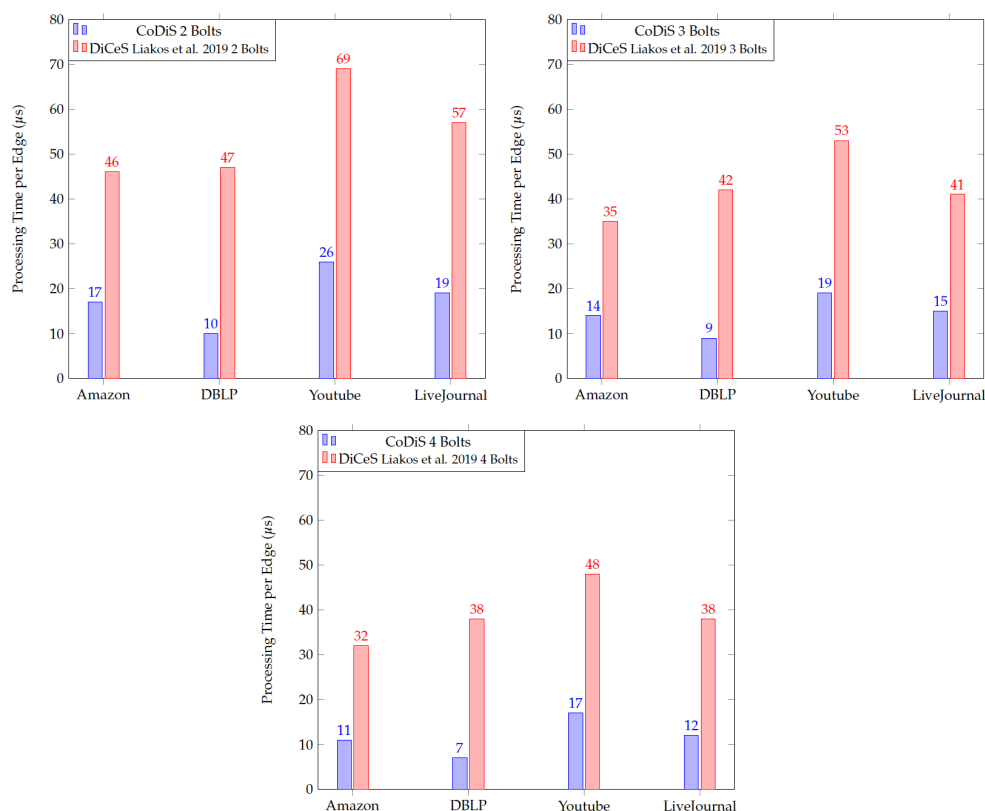 CoDiS 2 Bolts
DiCeS Liakos et al. 2019 2 Bolts
Processing Time per Edge (µs)
80
70
60
50
40
30
20
10
0
46
47
69
57
17
10
26
19
Amazon
DBLP
Youtube
LiveJournal
CoDiS 3 Bolts
DiCeS Liakos et al. 2019 3 Bolts
Processing Time per Edge (µs)
80
70
60
50
40
30
20
10
0
35
42
53
41
14
9
19
15
Amazon
DBLP
Youtube
LiveJournal
CoDiS 4 Bolts
DiCeS Liakos et al. 2019 4 Bolts
Processing Time per Edge (µs)
80
70
60
50
40
30
20
10
0
32
38
48
38
11
7
17
12
Amazon
DBLP
Youtube
LiveJournal